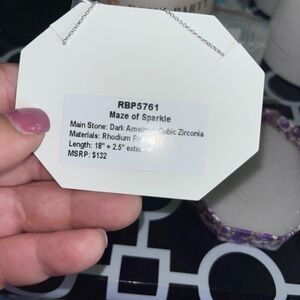 RBP5761
Maze of Sparkle
Main Stone: Dark Cubic Zirconia
Materials: Rhodium
Length: 18" + 2.5"
MSRP: $132